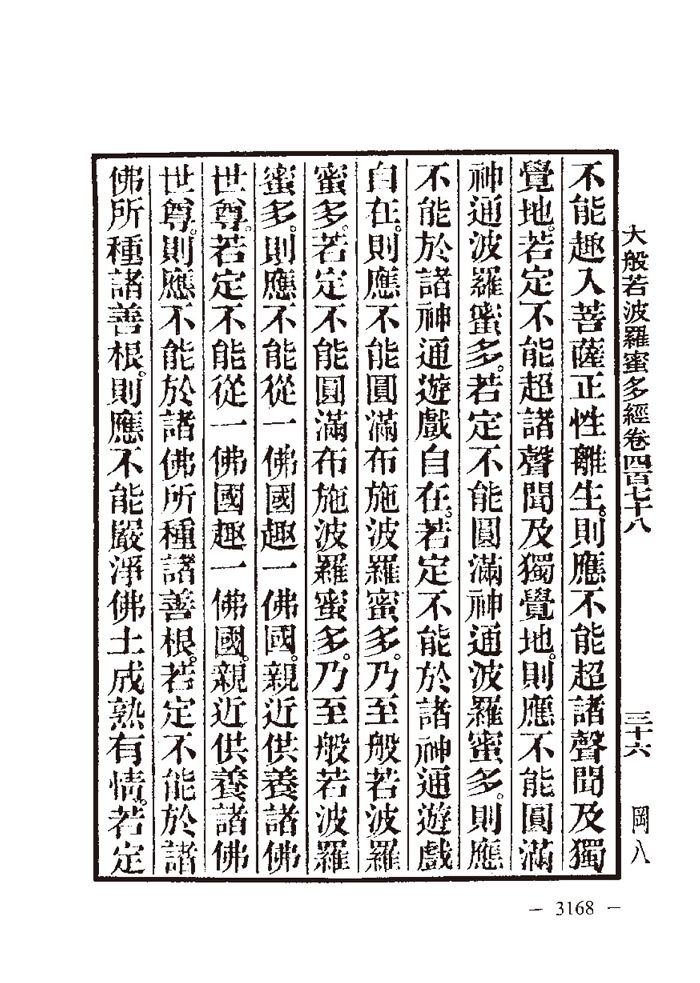 大般若波羅蜜多經卷四百七十八 三十六 岡八
不能趣入菩薩正性離生。則應不能超諸聲聞及獨
覺地。若定不能超諸聲聞及獨覺地。則應不能圓滿
神通波羅蜜多。若定不能圓滿神通波羅蜜多。則應
不能於諸神通遊戲自在。若定不能於諸神通遊戲
自在。則應不能圓滿布施波羅蜜多。乃至般若波羅
蜜多。若定不能圓滿布施波羅蜜多。乃至般若波羅
蜜多。則應不能從一佛國趣一佛國。親近供養諸佛
世尊。若定不能從一佛國趣一佛國。親近供養諸佛
世尊。則應不能於諸佛所種諸善根。若定不能於諸
佛所種諸善根。則應不能嚴淨佛土成熟有情。若定
— 3168 —